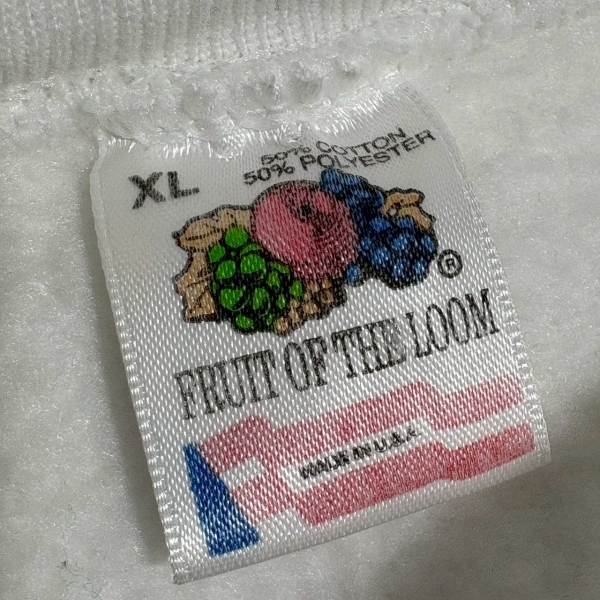 XL
50% COTTON
50% POLYESTER
®
FRUIT OF THE LOOM
MADE IN U.S.A.